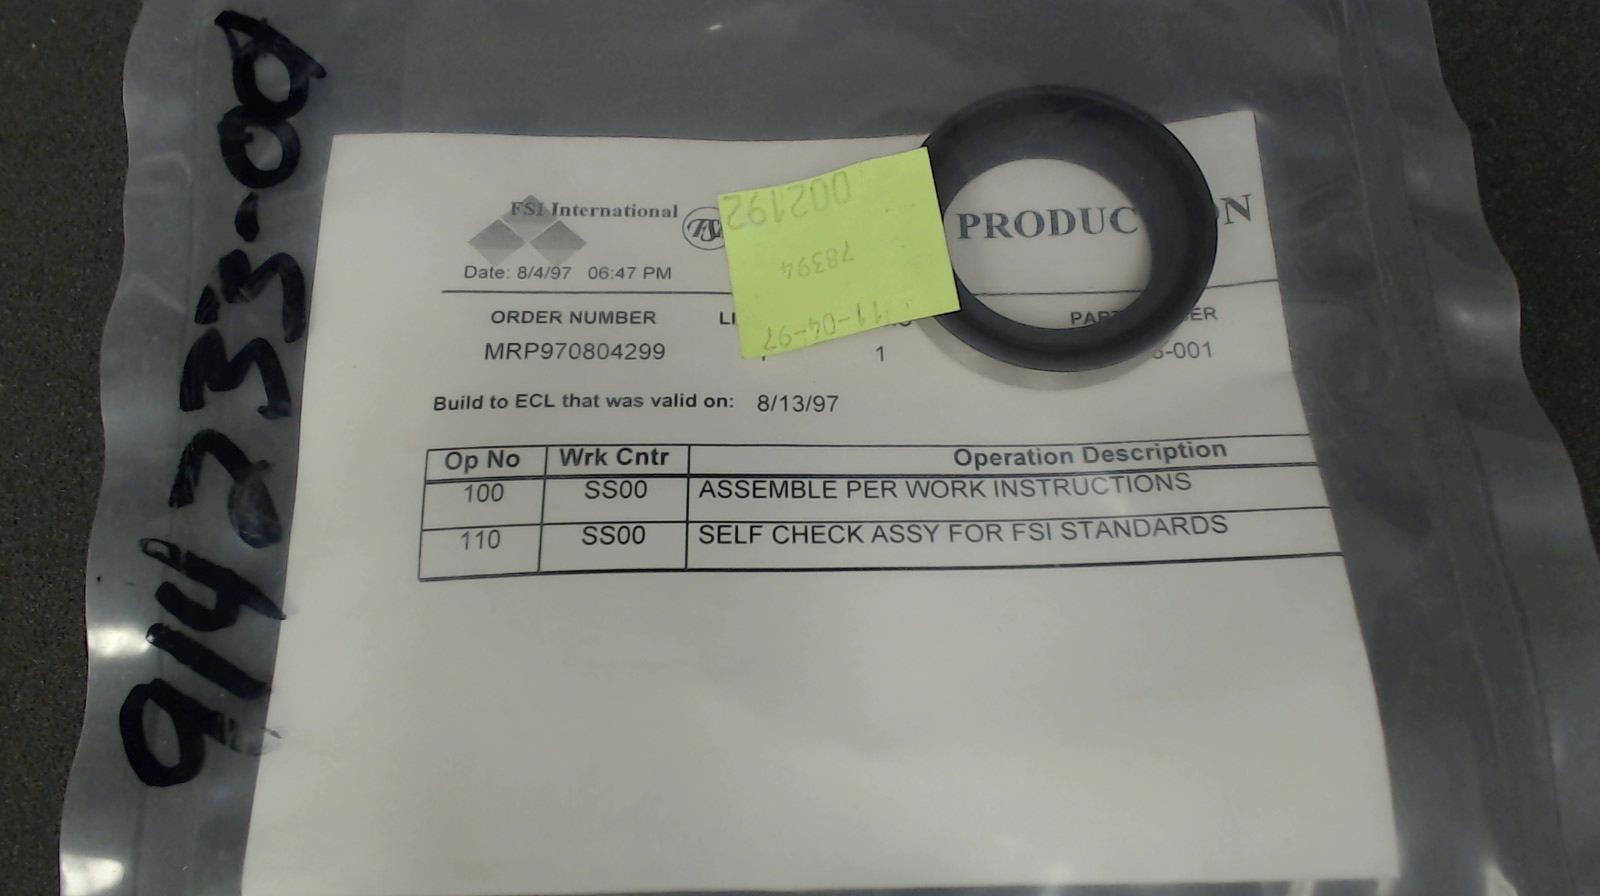 914733-00
FSI International
PRODUC N
Date: 8/4/97 06:47 PM
002192
78394
11-04-97
ORDER NUMBER
MRP970804299
1
-001
Build to ECL that was valid on: 8/13/97
Op No Wrk Cntr Operation Description
100 SS00 ASSEMBLE PER WORK INSTRUCTIONS
110 SS00 SELF CHECK ASSY FOR FSI STANDARDS